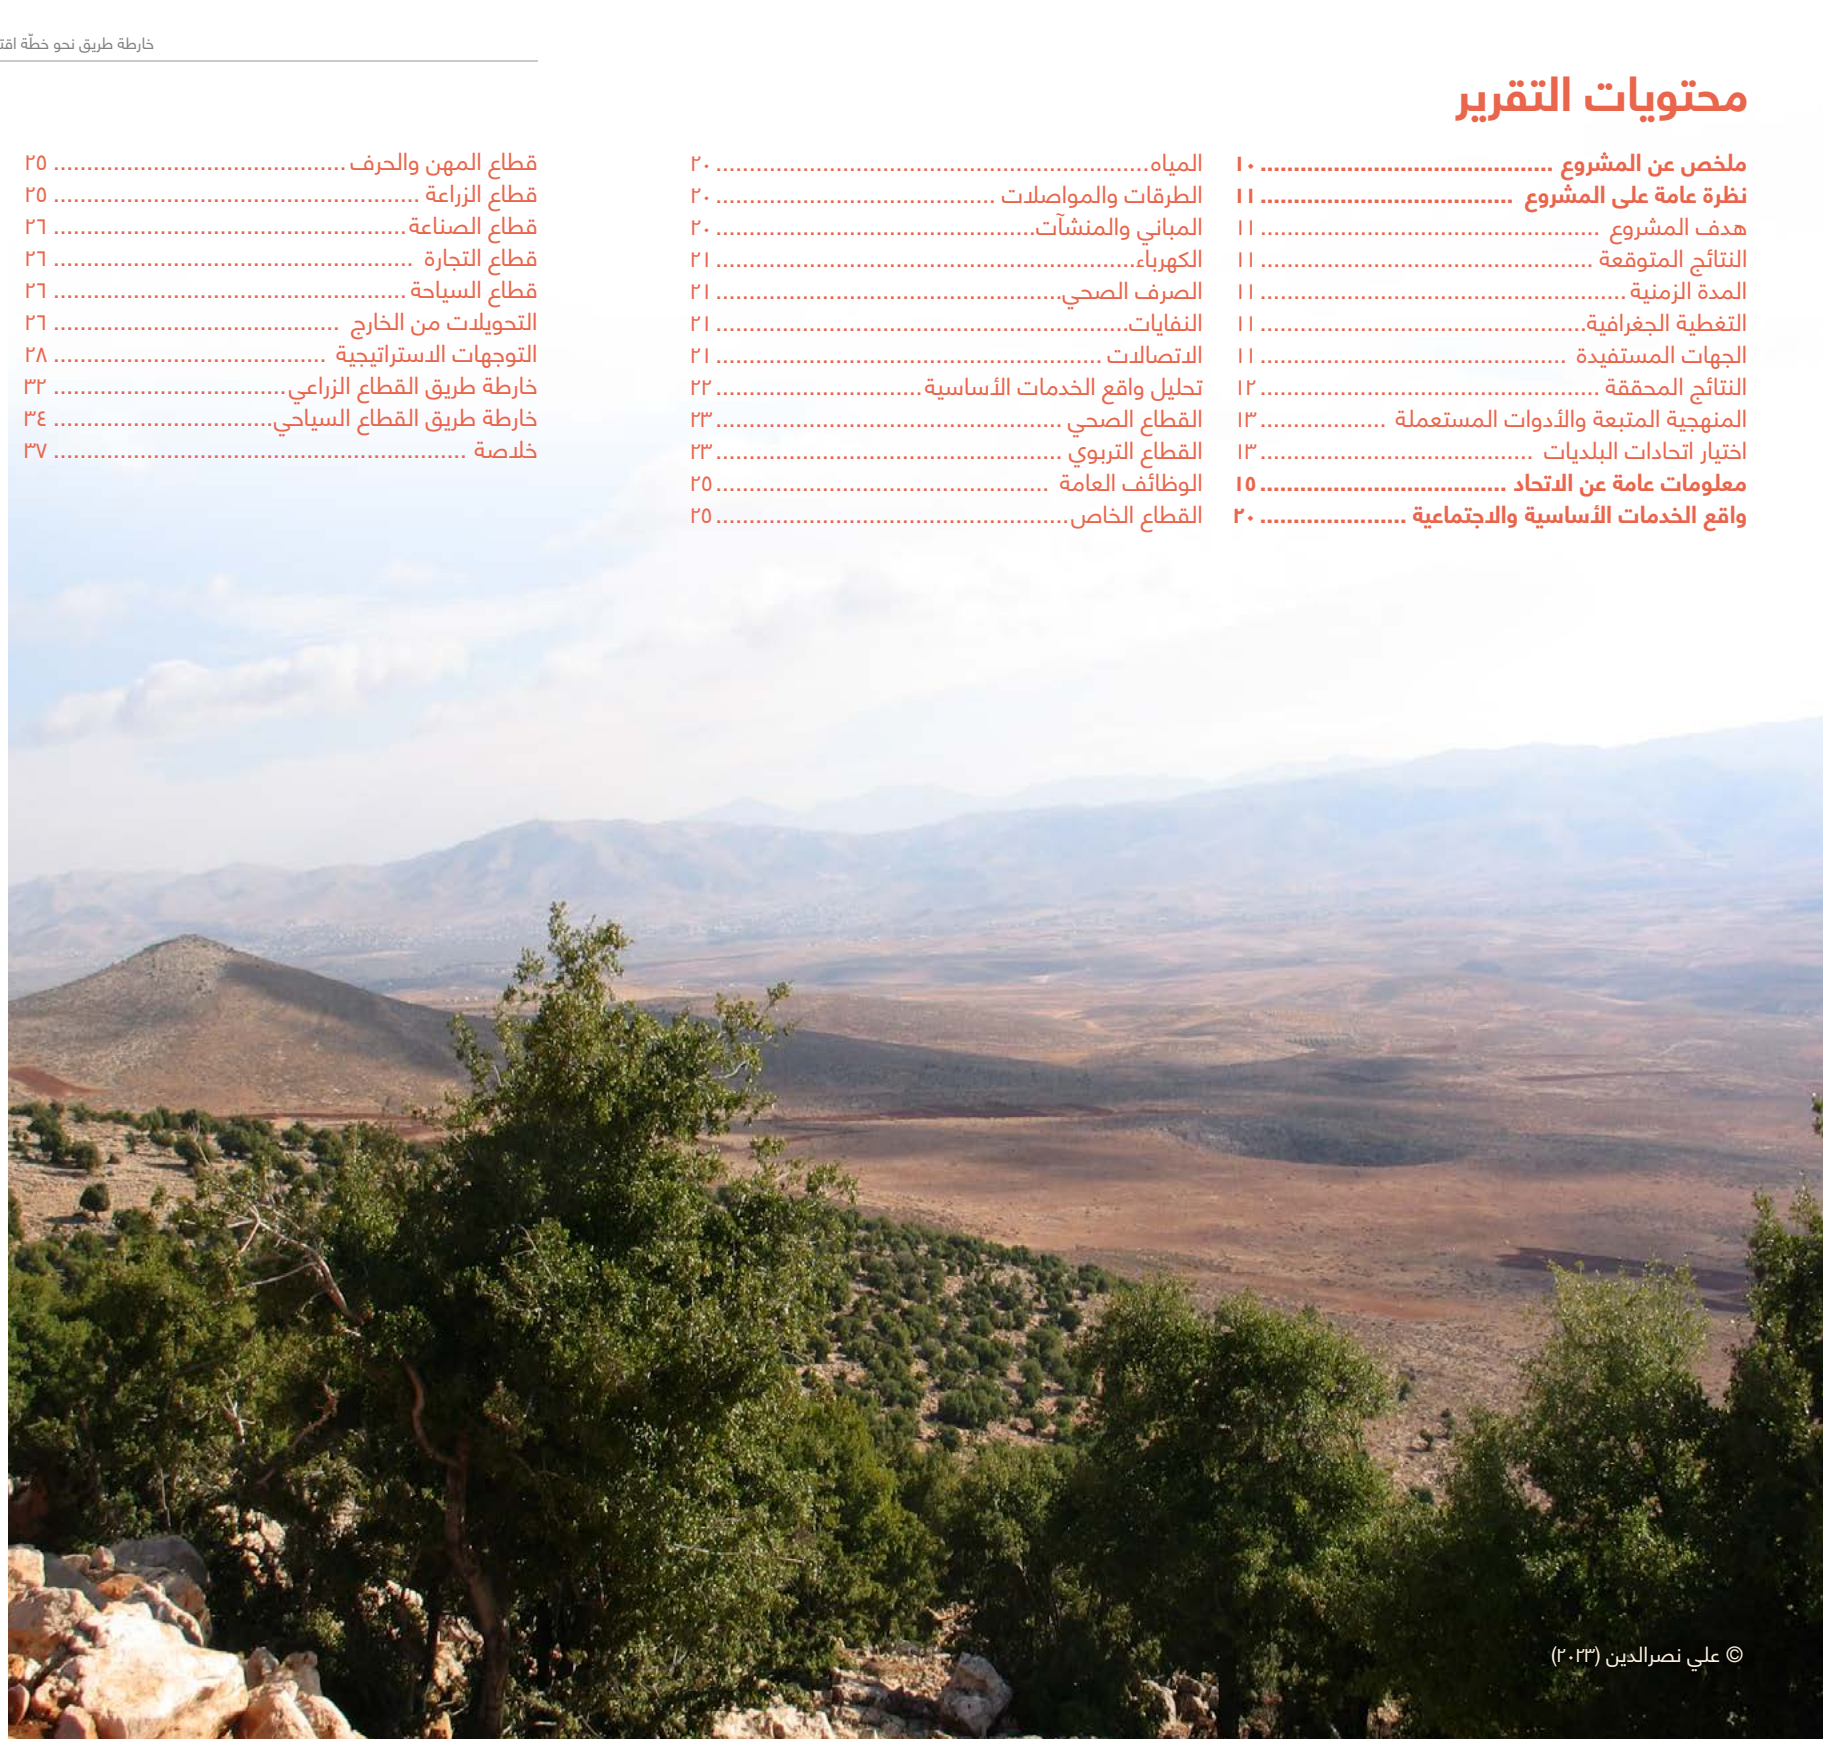 خارطة طريق نحو خطّة
محتويات التقرير
ملخص عن المشروع ............................................ ١٠
نظرة عامة على المشروع ...................................... ١١
هدف المشروع ................................................... ١١
النتائج المتوقعة .................................................. ١١
المدة الزمنية ....................................................... ١١
التغطية الجغرافية................................................. ١١
الجهات المستفيدة .............................................. ١١
النتائج المحققة ................................................... ١٢
المنهجية المتبعة والأدوات المستعملة ................... ١٣
اختيار اتحادات البلديات ......................................... ١٣
معلومات عامة عن الاتحاد ..................................... ١٥
واقع الخدمات الأساسية والاجتماعية ...................... ٢٠
المياه................................................................. ٢٠
الطرقات والمواصلات .......................................... ٢٠
المباني والمنشآت................................................ ٢٠
الكهرباء............................................................... ٢١
الصرف الصحي.................................................... ٢١
النفايات.............................................................. ٢١
الاتصالات .......................................................... ٢١
تحليل واقع الخدمات الأساسية............................... ٢٢
القطاع الصحي .................................................... ٢٣
القطاع التربوي .................................................... ٢٣
الوظائف العامة .................................................. ٢٥
القطاع الخاص..................................................... ٢٥
قطاع المهن والحرف ............................................ ٢٥
قطاع الزراعة ....................................................... ٢٥
قطاع الصناعة..................................................... ٢٦
قطاع التجارة ...................................................... ٢٦
قطاع السياحة ..................................................... ٢٦
التحويلات من الخارج ........................................... ٢٦
التوجهات الاستراتيجية ......................................... ٢٨
خارطة طريق القطاع الزراعي................................... ٣٢
خارطة طريق القطاع السياحي................................. ٣٤
خلاصة .............................................................. ٣٧
© علي نصرالدين (٢٠٢٣)